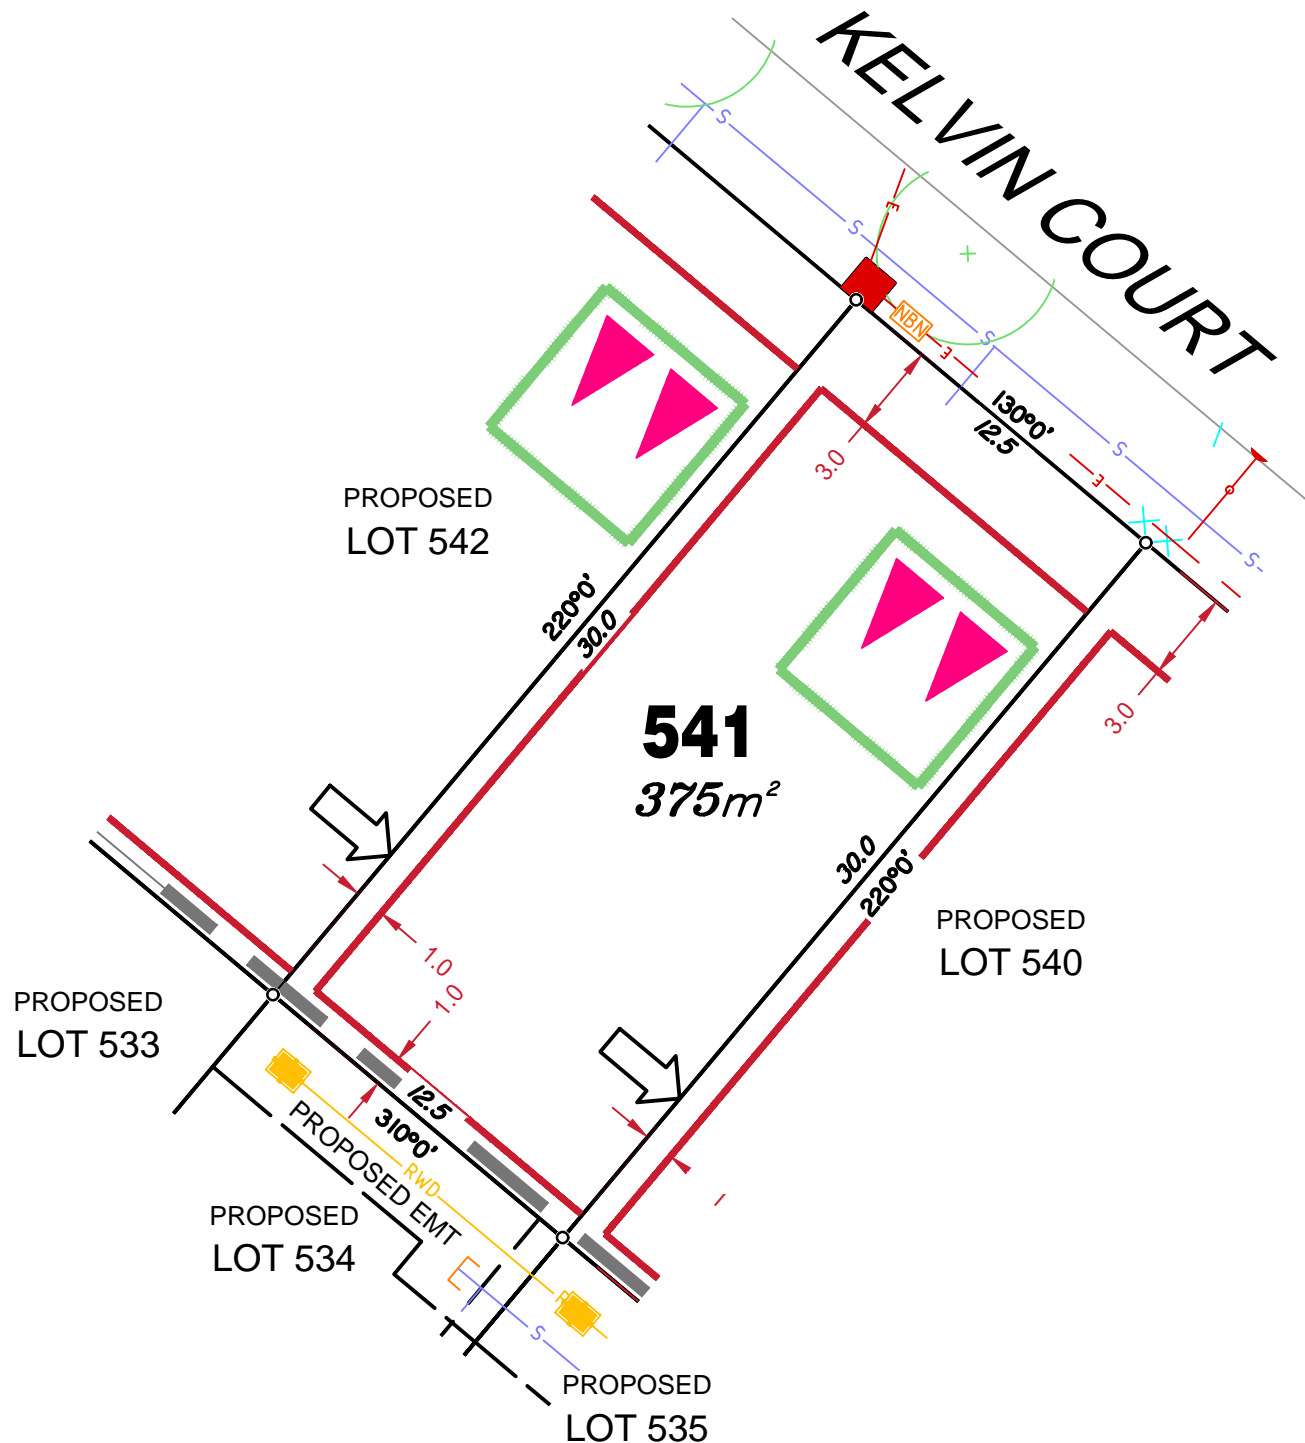 KELVIN COURT
S
S
S
S
S
E
NBN
E
E
130°0'
12.5
3.0
3.0
PROPOSED
LOT 542
220°0'
30.0
541
375m²
30.0
220°0'
PROPOSED
LOT 540
1.0
1.0
PROPOSED
LOT 533
12.5
310°0'
PROPOSED EMT
RWD
PROPOSED
LOT 534
S
PROPOSED
LOT 535